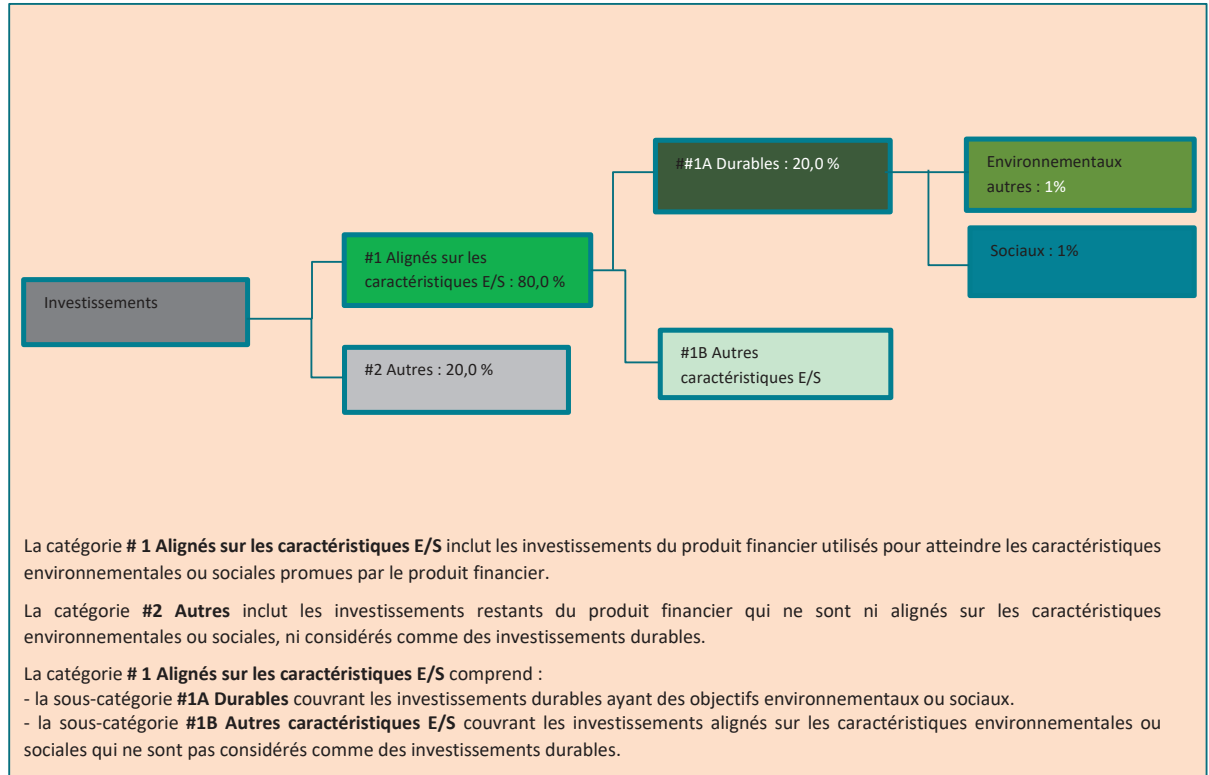 ##1A Durables : 20,0 %
Environnementaux
autres : 1%
#1 Alignés sur les
caractéristiques E/S : 80,0 %
Sociaux : 1%
Investissements
#2 Autres : 20,0 %
#1B Autres
caractéristiques E/S
La catégorie # 1 Alignés sur les caractéristiques E/S inclut les investissements du produit financier utilisés pour atteindre les caractéristiques
environnementales ou sociales promues par le produit financier.
La catégorie #2 Autres inclut les investissements restants du produit financier qui ne sont ni alignés sur les caractéristiques
environnementales ou sociales, ni considérés comme des investissements durables.
La catégorie # 1 Alignés sur les caractéristiques E/S comprend :
- la sous-catégorie #1A Durables couvrant les investissements durables ayant des objectifs environnementaux ou sociaux.
- la sous-catégorie #1B Autres caractéristiques E/S couvrant les investissements alignés sur les caractéristiques environnementales ou
sociales qui ne sont pas considérés comme des investissements durables.